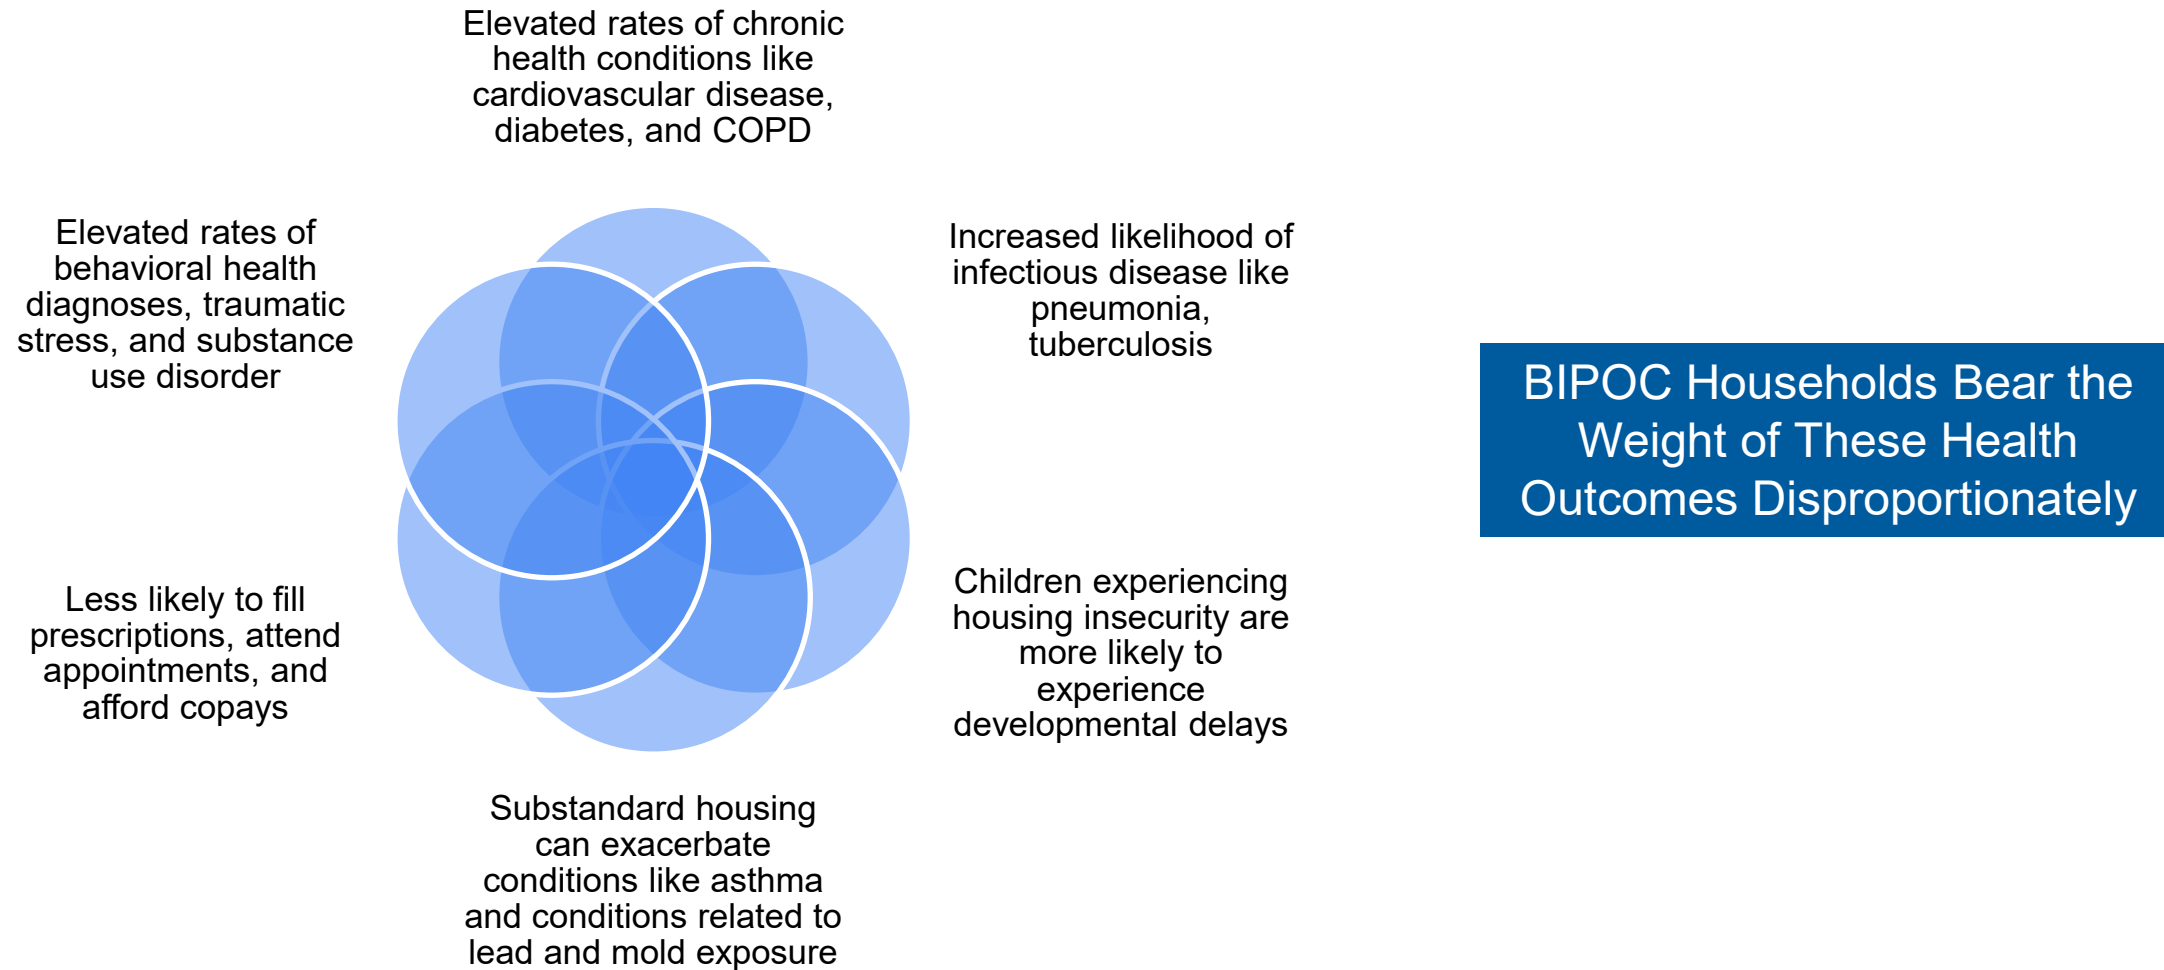 Elevated rates of chronic
health conditions like
cardiovascular disease,
diabetes, and COPD
Increased likelihood of
infectious disease like
pneumonia,
tuberculosis
Children experiencing
housing insecurity are
more likely to
experience
developmental delays
Substandard housing
can exacerbate
conditions like asthma
and conditions related to
lead and mold exposure
Less likely to fill
prescriptions, attend
appointments, and
afford copays
Elevated rates of
behavioral health
diagnoses, traumatic
stress, and substance
use disorder
BIPOC Households Bear the
Weight of These Health
Outcomes Disproportionately